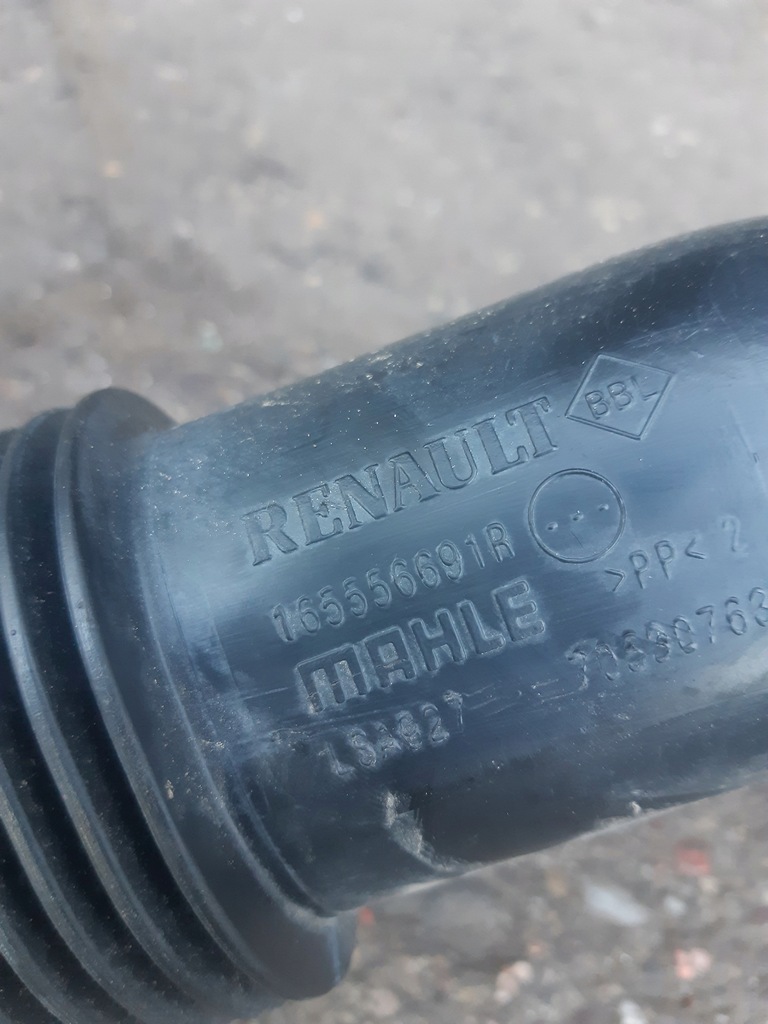 BBL
RENAULT
165556691R
>PP< 2
MAHLE